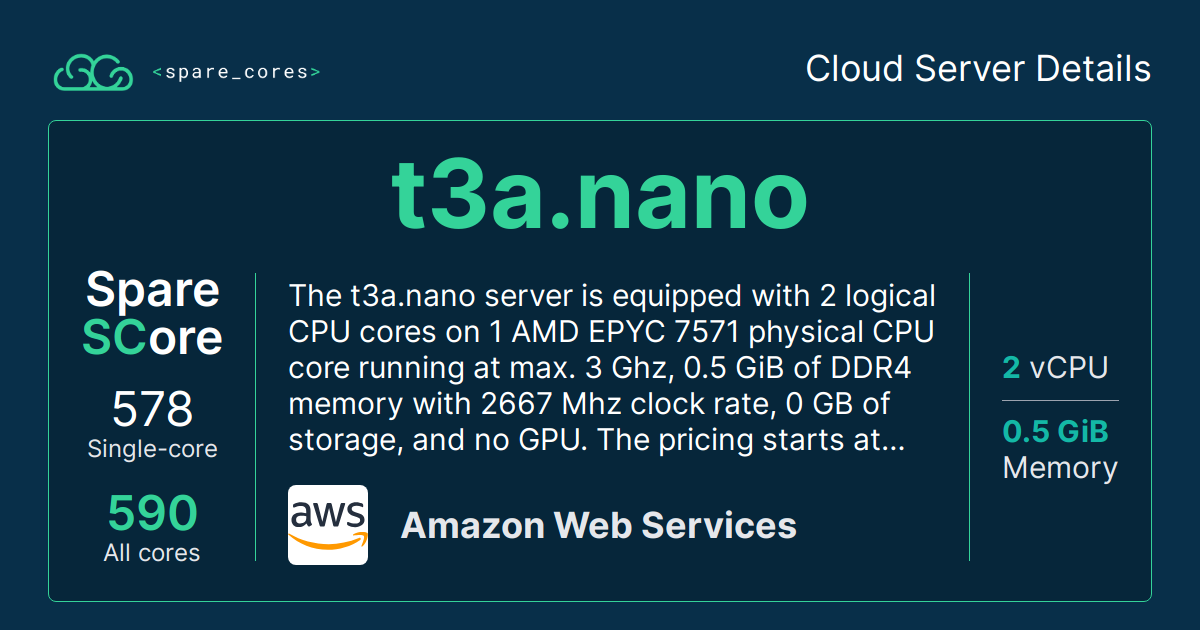 <spare_cores>
Cloud Server Details
t3a.nano
Spare
SCore
578
Single-core
590
All cores
The t3a.nano server is equipped with 2 logical
CPU cores on 1 AMD EPYC 7571 physical CPU
core running at max. 3 Ghz, 0.5 GiB of DDR4
memory with 2667 Mhz clock rate, 0 GB of
storage, and no GPU. The pricing starts at...
aws
Amazon Web Services
2 vCPU
0.5 GiB
Memory